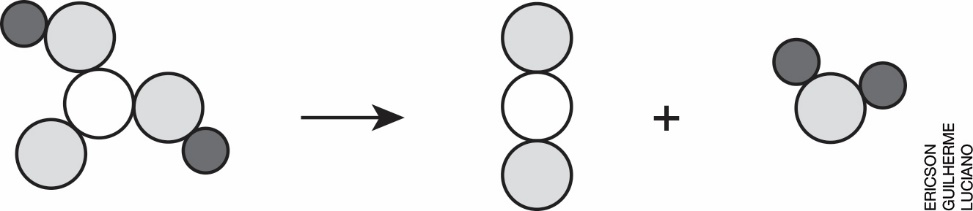 +
ERICSON
GUILHERME
LUCIANO